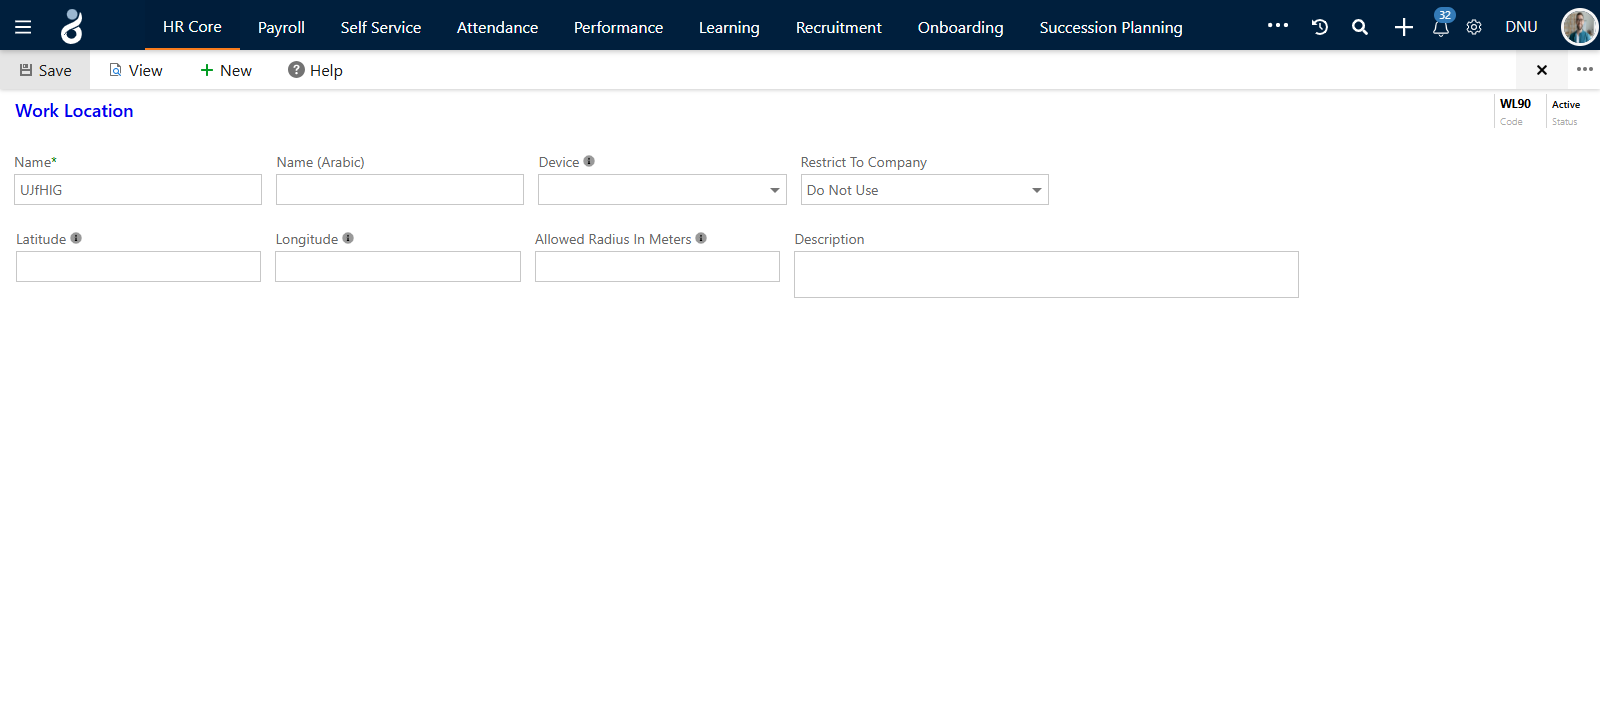 HR Core Payroll Self Service Attendance Performance Learning Recruitment Onboarding Succession Planning 32 DNU
Save View New Help
Work Location
WL90 Active
Code Status
Name* Name (Arabic) Device Restrict To Company
UJfHIG Do Not Use
Latitude Longitude Allowed Radius In Meters Description